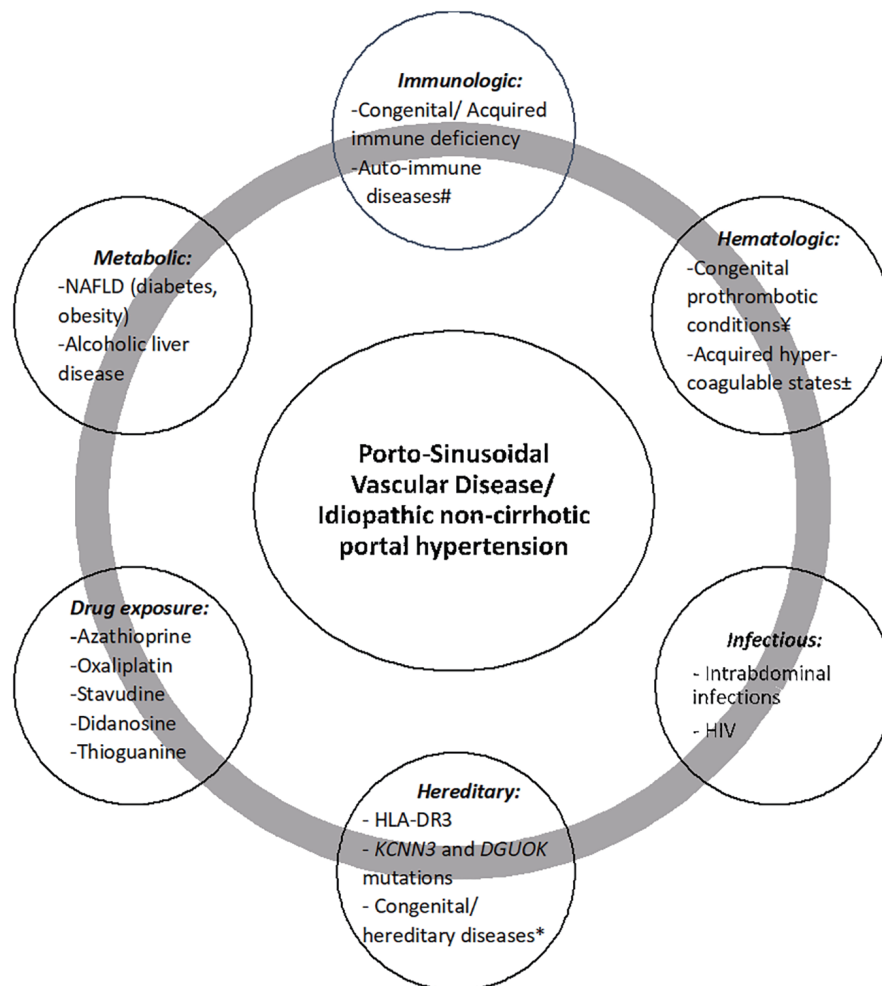 Immunologic:
-Congenital/ Acquired
immune deficiency
-Auto-immune
diseases#
Metabolic:
-NAFLD (diabetes,
obesity)
-Alcoholic liver
disease
Hematologic:
-Congenital
prothrombotic
conditions¥
-Acquired hyper-
coagulable states±
Porto-Sinusoidal
Vascular Disease/
Idiopathic non-cirrhotic
portal hypertension
Drug exposure:
-Azathioprine
-Oxaliplatin
-Stavudine
-Didanosine
-Thioguanine
Infectious:
- Intrabdominal
infections
- HIV
Hereditary:
- HLA-DR3
- KCNN3 and DGUOK
mutations
- Congenital/
hereditary diseases*